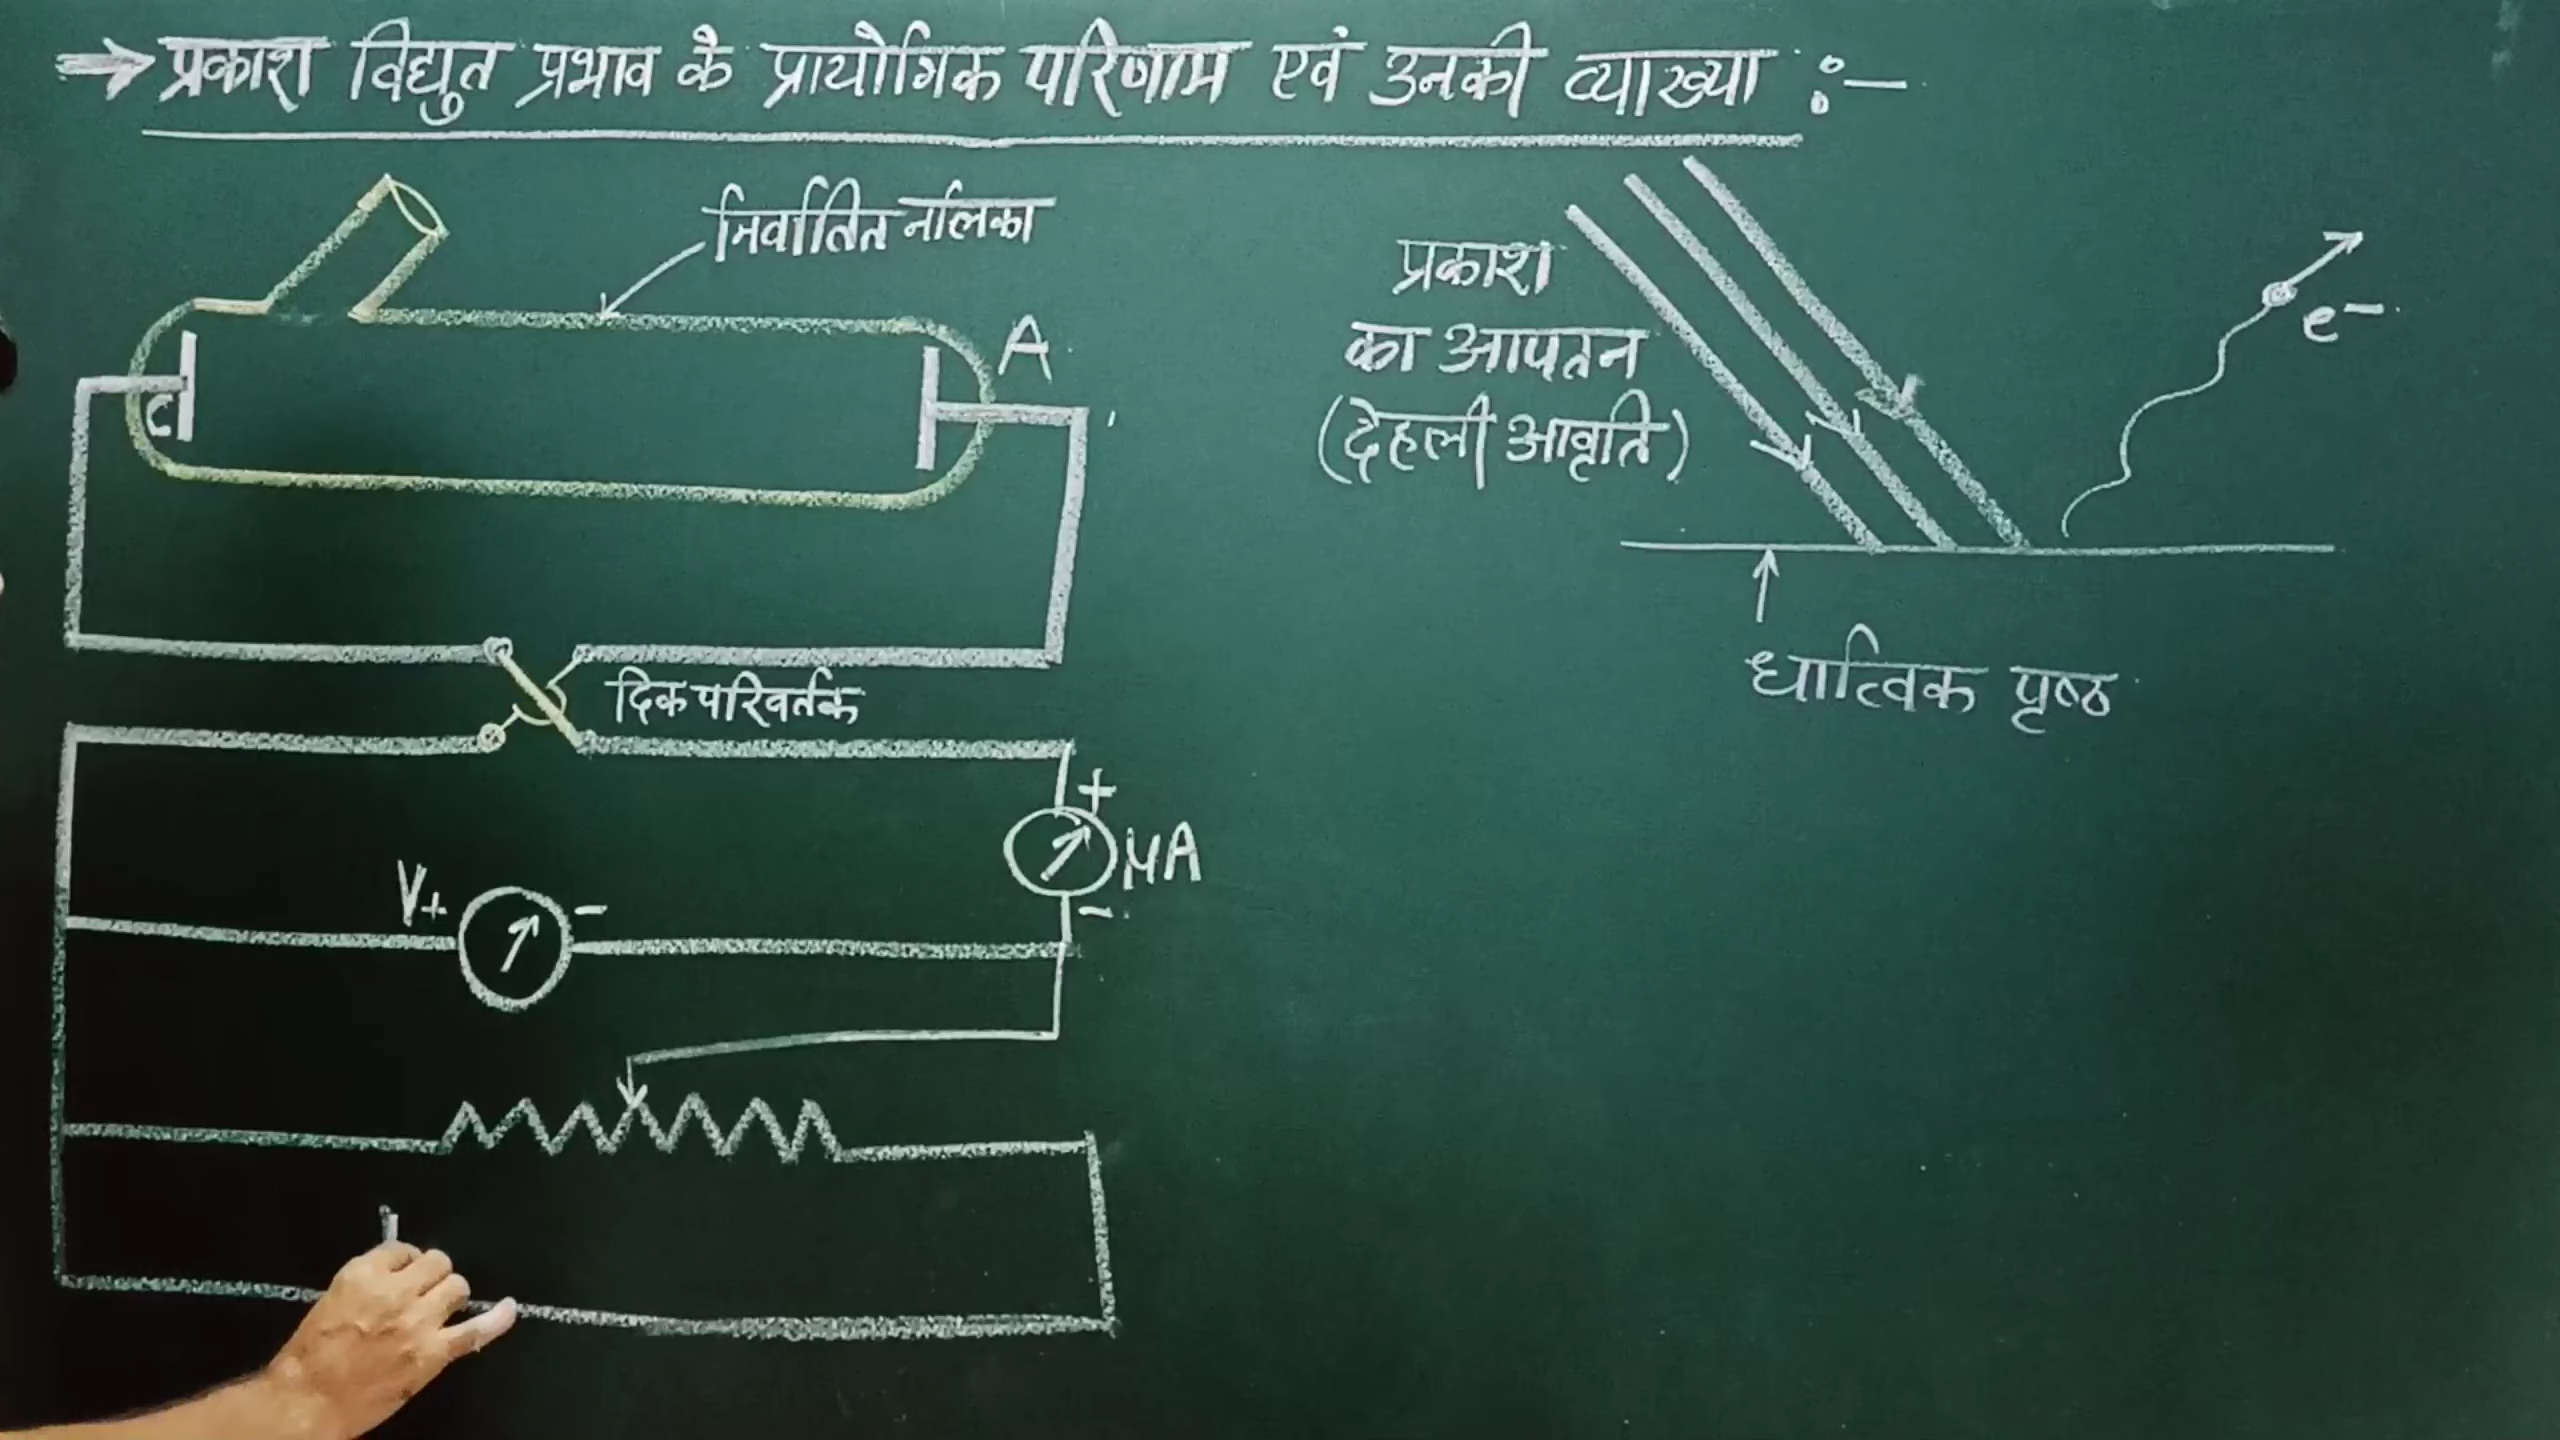 → प्रकाश विद्युत प्रभाव के प्रायोगिक परिणाम एवं उनकी व्याख्या :-
निर्वातित नलिका
A
C
दिक परिवर्तक
+
μA
-
V+
-
प्रकाश
का आपतन
(देहली आवृति)
e-
धात्विक पृष्ठ